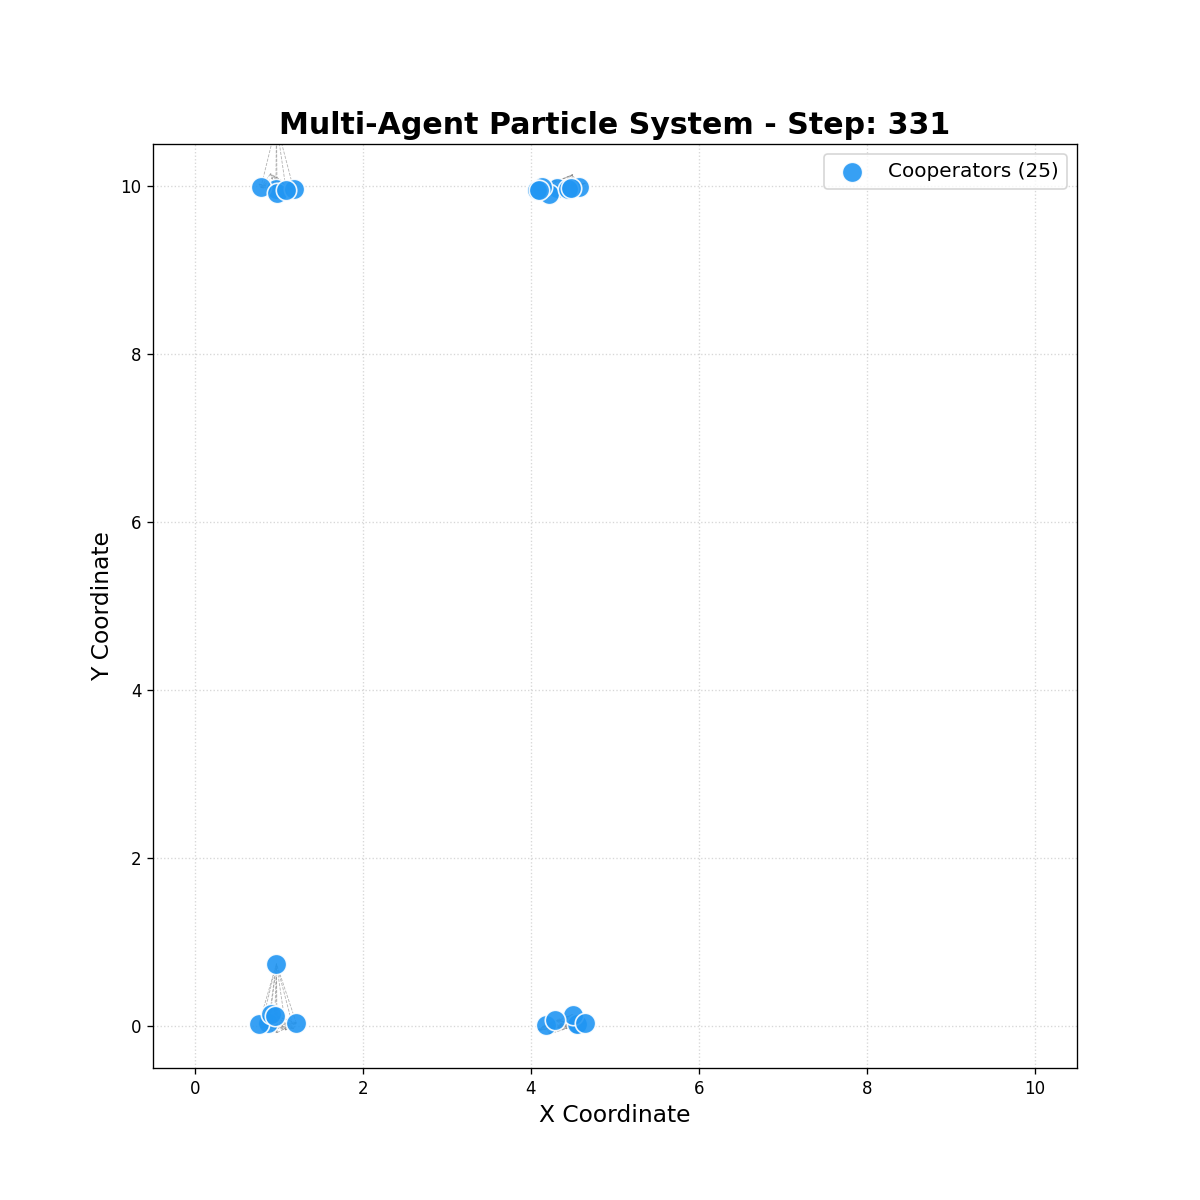 Multi-Agent Particle System - Step: 331
Cooperators (25)
10
8
6
4
2
0
Y Coordinate
0 2 4 6 8 10
X Coordinate